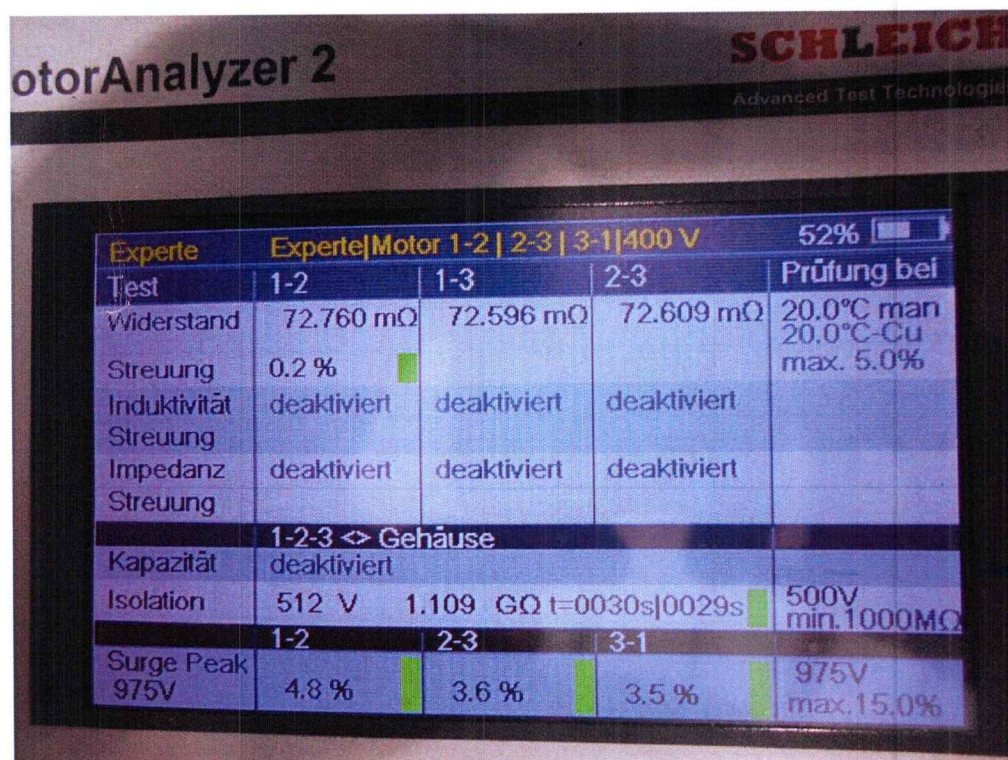 otorAnalyzer 2
SCHLEICH
Advanced Test Technologies
Experte Experte|Motor 1-2 | 2-3 | 3-1|400 V 52%
Test 1-2 1-3 2-3 Prüfung bei
Widerstand 72.760 mΩ 72.596 mΩ 72.609 mΩ 20.0°C man
20.0°C-Cu
Streuung 0.2 % max. 5.0%
Induktivität deaktiviert deaktiviert deaktiviert
Streuung
Impedanz deaktiviert deaktiviert deaktiviert
Streuung
1-2-3 <> Gehäuse
Kapazität deaktiviert
Isolation 512 V 1.109 GΩ t=0030s|0029s 500V
min.1000MΩ
1-2 2-3 3-1
Surge Peak 975V
975V 4.8 % 3.6 % 3.5 % max.15.0%